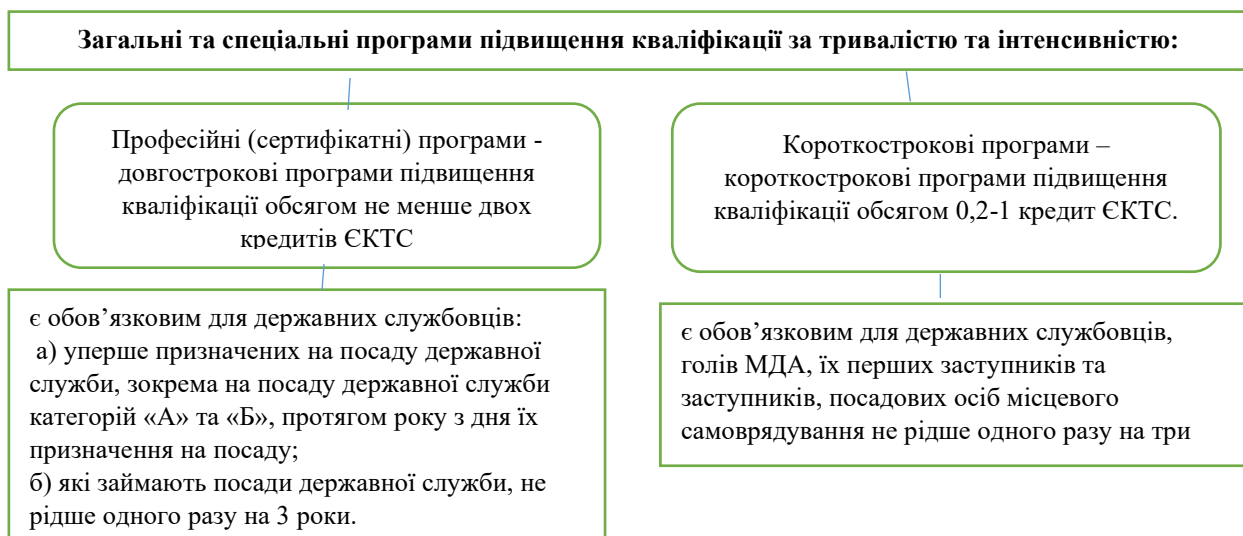 Загальні та спеціальні програми підвищення кваліфікації за тривалістю та інтенсивністю:
Професійні (сертифікатні) програми -
довгострокові програми підвищення
кваліфікації обсягом не менше двох
кредитів ЄКТС
Короткострокові програми –
короткострокові програми підвищення
кваліфікації обсягом 0,2-1 кредит ЄКТС.
є обов’язковим для державних службовців:
а) уперше призначених на посаду державної
служби, зокрема на посаду державної служби
категорій «А» та «Б», протягом року з дня їх
призначення на посаду;
б) які займають посади державної служби, не
рідше одного разу на 3 роки.
є обов’язковим для державних службовців,
голів МДА, їх перших заступників та
заступників, посадових осіб місцевого
самоврядування не рідше одного разу на три